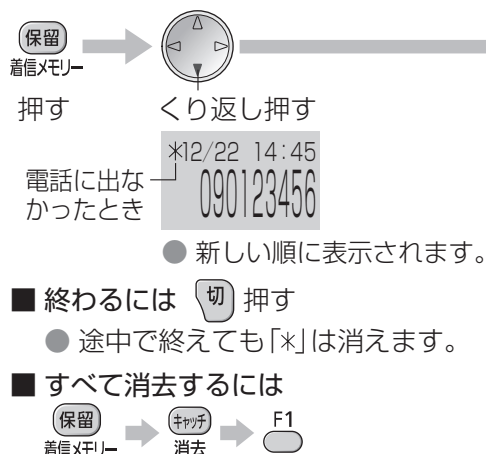 保留
着信メモリー
押す
くり返し押す
電話に出な
かったとき
*12/22 14:45
090123456
● 新しい順に表示されます。
■ 終わるには 切 押す
● 途中で終えても「*」は消えます。
■ すべて消去するには
保留 キャッチ F1
着信メモリー 消去